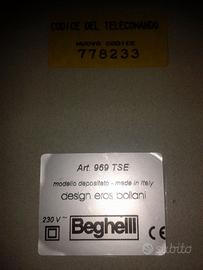 CODICE DEL TELECOMANDO
NUOVO CODICE
778233
Art. 969 TSE
modello depositato - made in Italy
design eros bollani
230 V ~
Beghelli
subito